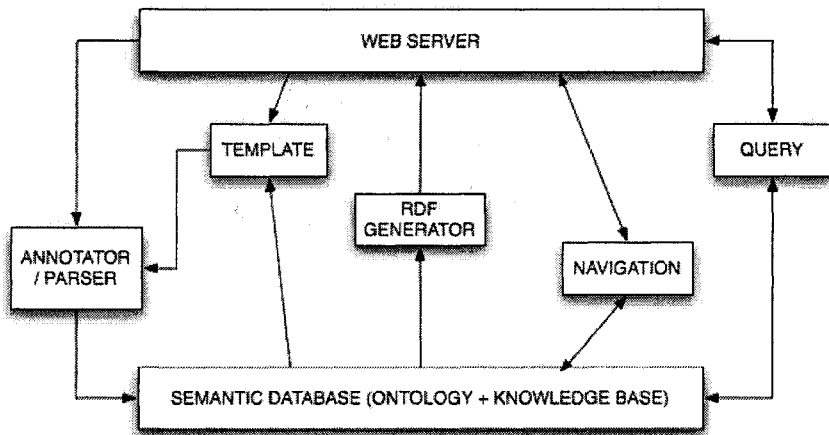 WEB SERVER
TEMPLATE
QUERY
RDF
GENERATOR
ANNOTATOR
/ PARSER
NAVIGATION
SEMANTIC DATABASE (ONTOLOGY + KNOWLEDGE BASE)